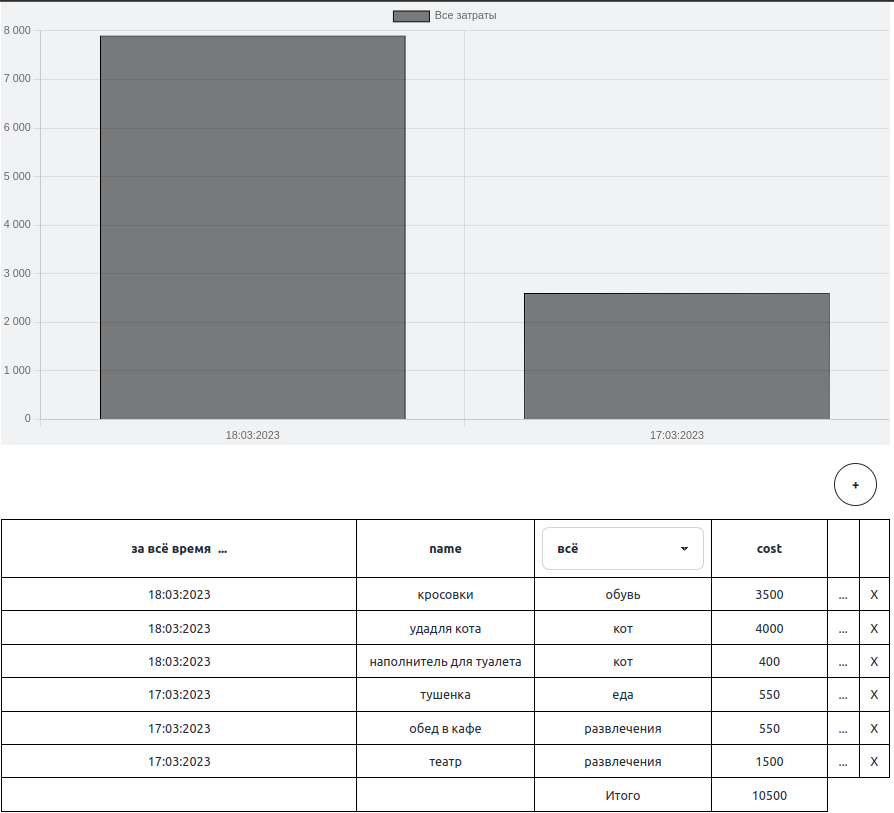 Все затраты
8 000
7 000
6 000
5 000
4 000
3 000
2 000
1 000
0
18:03:2023 17:03:2023
+
за всё время ... name всё cost
18:03:2023 кросовки обувь 3500 ... X
18:03:2023 удадля кота кот 4000 ... X
18:03:2023 наполнитель для туалета кот 400 ... X
17:03:2023 тушенка еда 550 ... X
17:03:2023 обед в кафе развлечения 550 ... X
17:03:2023 театр развлечения 1500 ... X
Итого 10500